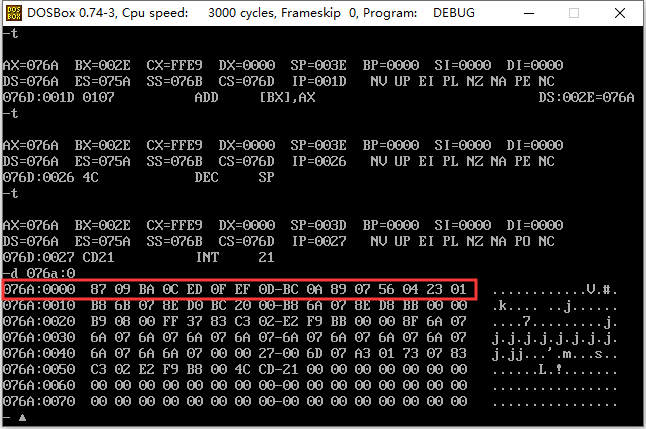 DOSBox 0.74-3, Cpu speed: 3000 cycles, Frameskip 0, Program: DEBUG
-t
AX=076A BX=002E CX=FFE9 DX=0000 SP=003E BP=0000 SI=0000 DI=0000
DS=076A ES=075A SS=076B CS=076D IP=001D NV UP EI PL NZ NA PE NC
076D:001D 0107 ADD [BX],AX DS:002E=076A
-t
AX=076A BX=002E CX=FFE9 DX=0000 SP=003E BP=0000 SI=0000 DI=0000
DS=076A ES=075A SS=076B CS=076D IP=0026 NV UP EI PL NZ NA PE NC
076D:0026 4C DEC SP
-t
AX=076A BX=002E CX=FFE9 DX=0000 SP=003D BP=0000 SI=0000 DI=0000
DS=076A ES=075A SS=076B CS=076D IP=0027 NV UP EI PL NZ NA PO NC
076D:0027 CD21 INT 21
-d 076a:0
076A:0000 87 09 BA 0C ED 0F EF 0D-BC 0A 89 07 56 04 23 01 ............V.#.
076A:0010 B8 6B 07 8E D0 BC 20 00-B8 6A 07 8E D8 BB 00 00 .k.... ..j......
076A:0020 B9 08 00 FF 37 83 C3 02-E2 F9 BB 00 00 8F 6A 07 ....7.........j.
076A:0030 6A 07 6A 07 6A 07 6A 07-6A 07 6A 07 6A 07 6A 07 j.j.j.j.j.j.j.j.
076A:0040 6A 07 6A 6A 07 00 00 27-00 6D 07 A3 01 73 07 83 j.jj...'.m...s..
076A:0050 C3 02 E2 F9 B8 00 4C CD-21 00 00 00 00 00 00 00 ......L.!.......
076A:0060 00 00 00 00 00 00 00 00-00 00 00 00 00 00 00 00 ................
076A:0070 00 00 00 00 00 00 00 00-00 00 00 00 00 00 00 00 ................
-